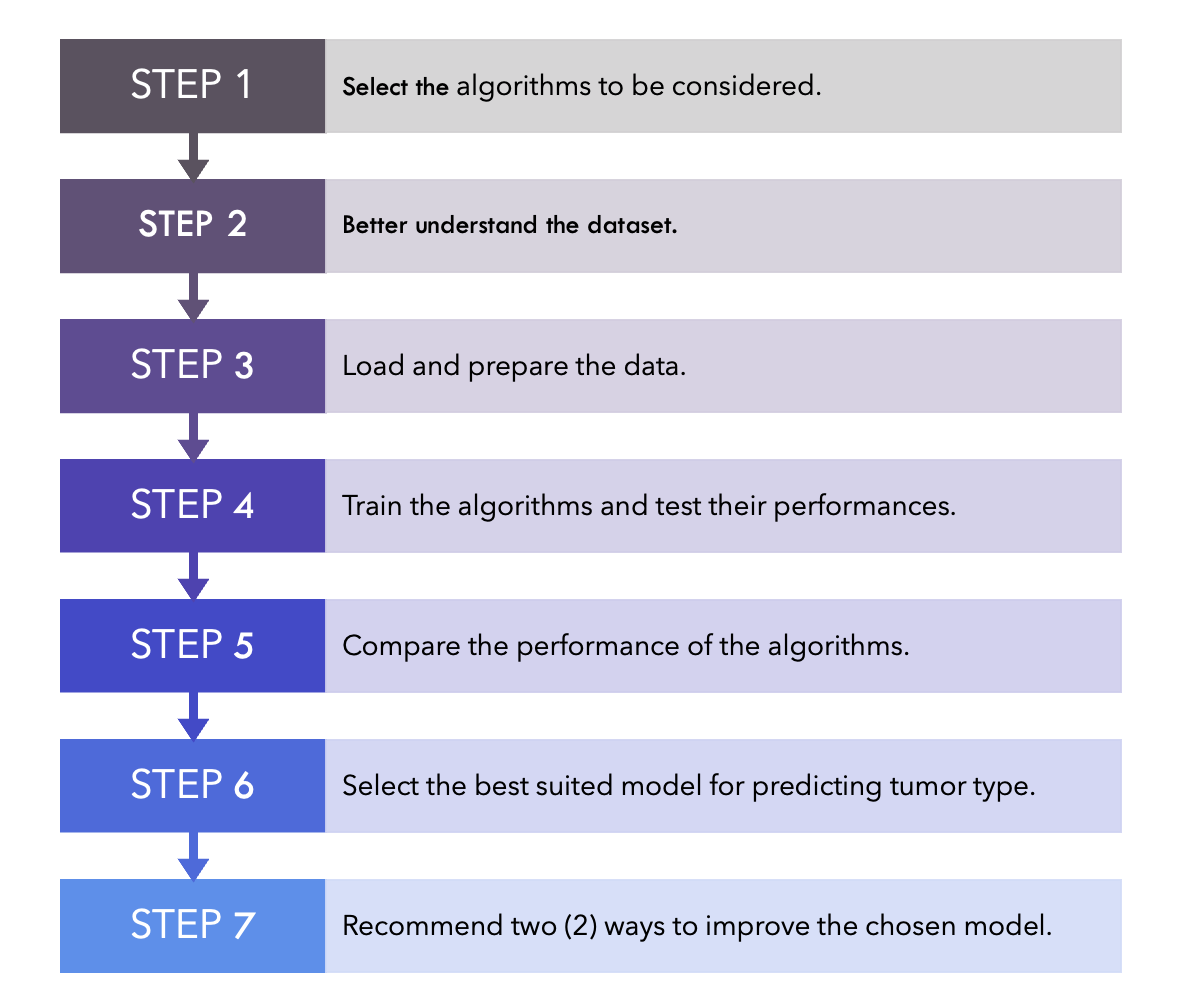 STEP 1
Select the algorithms to be considered.
STEP 2
Better understand the dataset.
STEP 3
Load and prepare the data.
STEP 4
Train the algorithms and test their performances.
STEP 5
Compare the performance of the algorithms.
STEP 6
Select the best suited model for predicting tumor type.
STEP 7
Recommend two (2) ways to improve the chosen model.